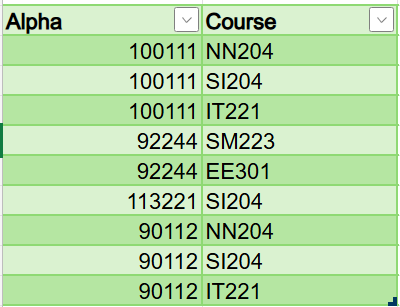 Alpha Course
100111 NN204
100111 SI204
100111 IT221
92244 SM223
92244 EE301
113221 SI204
90112 NN204
90112 SI204
90112 IT221